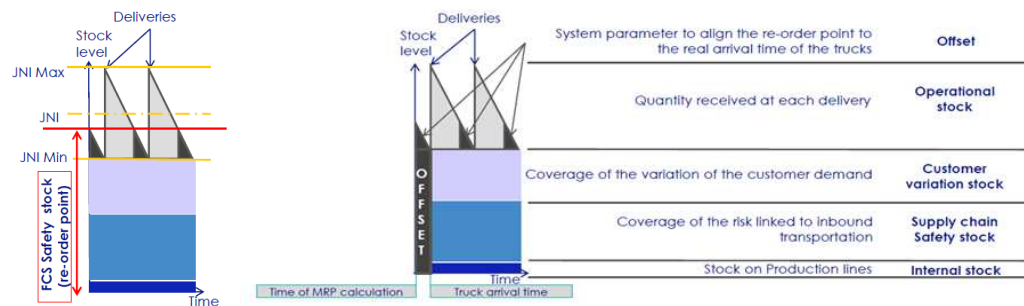 Deliveries
Stock
level
JNI Max
JNI
JNI Min
FCS Safety stock
(re-order point)
Time
Deliveries
Stock
level
OFFSET
Time
Time of MRP calculation
Truck arrival time
System parameter to align the re-order point to
the real arrival time of the trucks
Offset
Quantity received at each delivery
Operational
stock
Coverage of the variation of the customer demand
Customer
variation stock
Coverage of the risk linked to inbound
transportation
Supply chain
Safety stock
Stock on Production lines
Internal stock